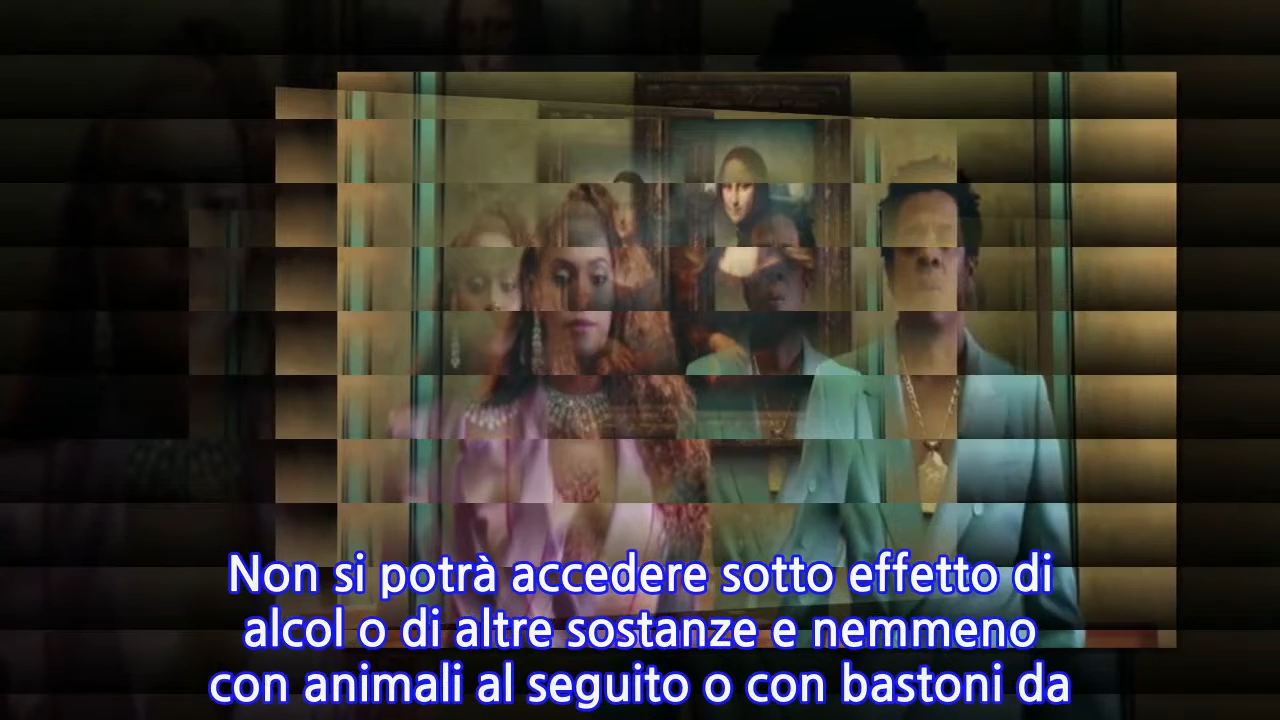 Non si potrà accedere sotto effetto di
alcol o di altre sostanze e nemmeno
con animali al seguito o con bastoni da